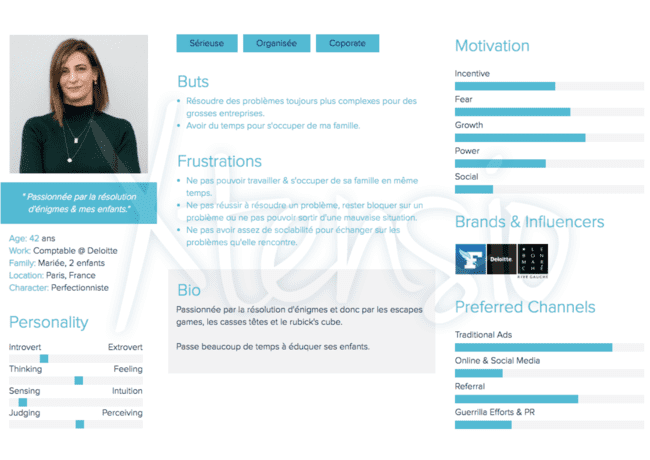 Sérieuse
Organisée
Coporate
" Passionnée par la résolution
d'énigmes & mes enfants."
Age: 42 ans
Work: Comptable @ Deloitte
Family: Mariée, 2 enfants
Location: Paris, France
Character: Perfectionniste
Personality
Introvert Extrovert
Thinking Feeling
Sensing Intuition
Judging Perceiving
Buts
Résoudre des problèmes toujours plus complexes pour des
grosses entreprises.
Avoir du temps pour s'occuper de ma famille.
Frustrations
Ne pas pouvoir travailler & s'occuper de sa famille en même
temps.
Ne pas réussir à résoudre un problème, rester bloquer sur un
problème ou ne pas pouvoir sortir d'une mauvaise situation.
Ne pas avoir assez de sociabilité pour échanger sur les
problèmes qu'elle rencontre.
Bio
Passionnée par la résolution d'énigmes et donc par les escapes
games, les casses têtes et le rubick's cube.
Passe beaucoup de temps à éduquer ses enfants.
Motivation
Incentive
Fear
Growth
Power
Social
Brands & Influencers
F
Deloitte.
LE
BON
MARCHÉ
RIVE GAUCHE
Preferred Channels
Traditional Ads
Online & Social Media
Referral
Guerrilla Efforts & PR
Xtensio